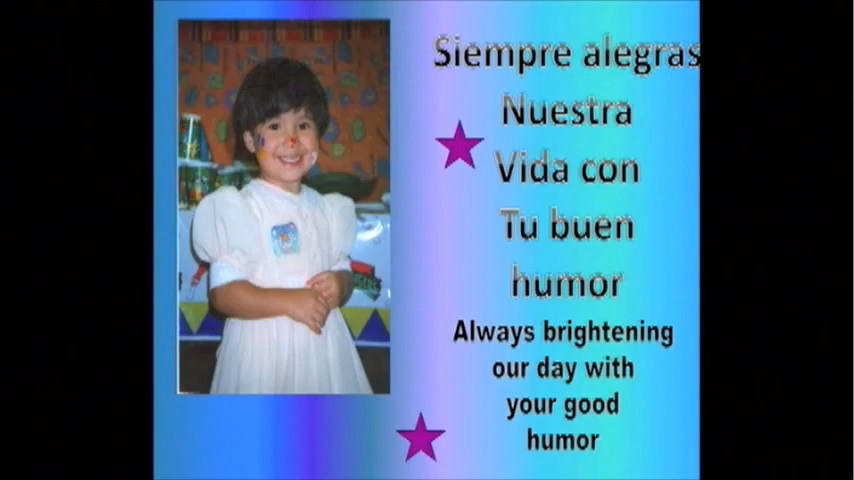 Siempre alegras
Nuestra
Vida con
Tu buen
humor
Always brightening
our day with
your good
humor